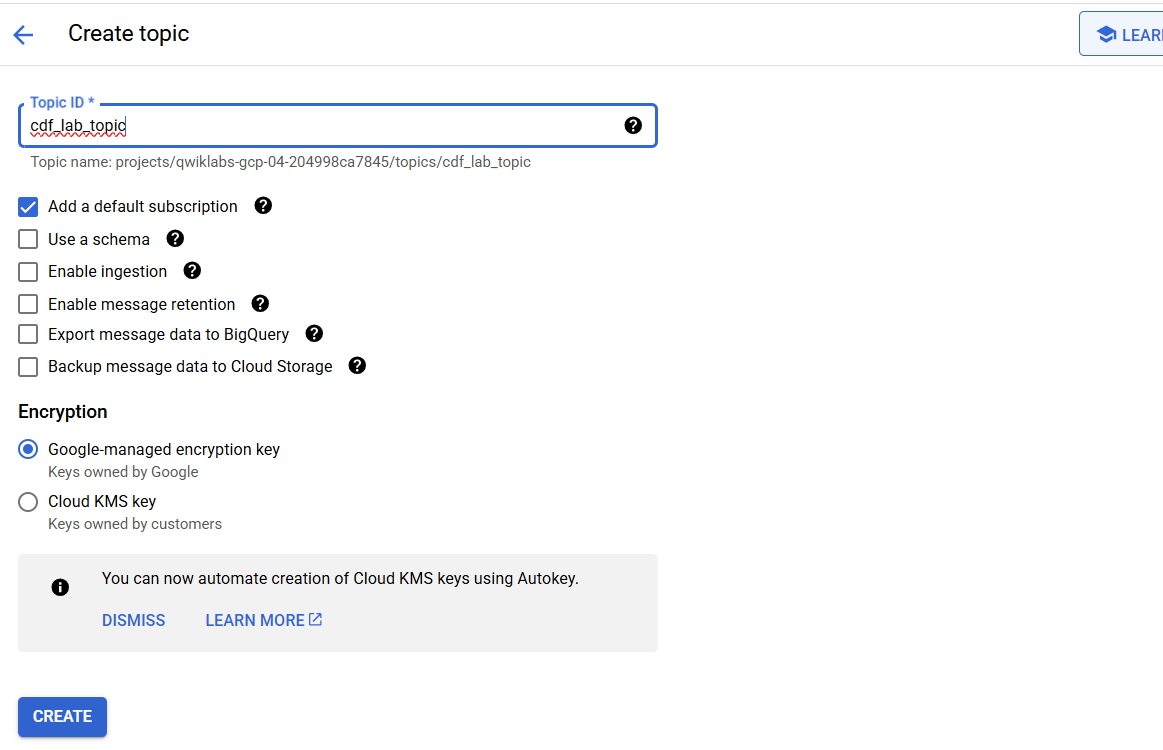 Create topic
Topic ID *
cdf_lab_topic
Topic name: projects/qwiklabs-gcp-04-204998ca7845/topics/cdf_lab_topic
Add a default subscription
Use a schema
Enable ingestion
Enable message retention
Export message data to BigQuery
Backup message data to Cloud Storage
Encryption
Google-managed encryption key
Keys owned by Google
Cloud KMS key
Keys owned by customers
You can now automate creation of Cloud KMS keys using Autokey.
DISMISS LEARN MORE
CREATE